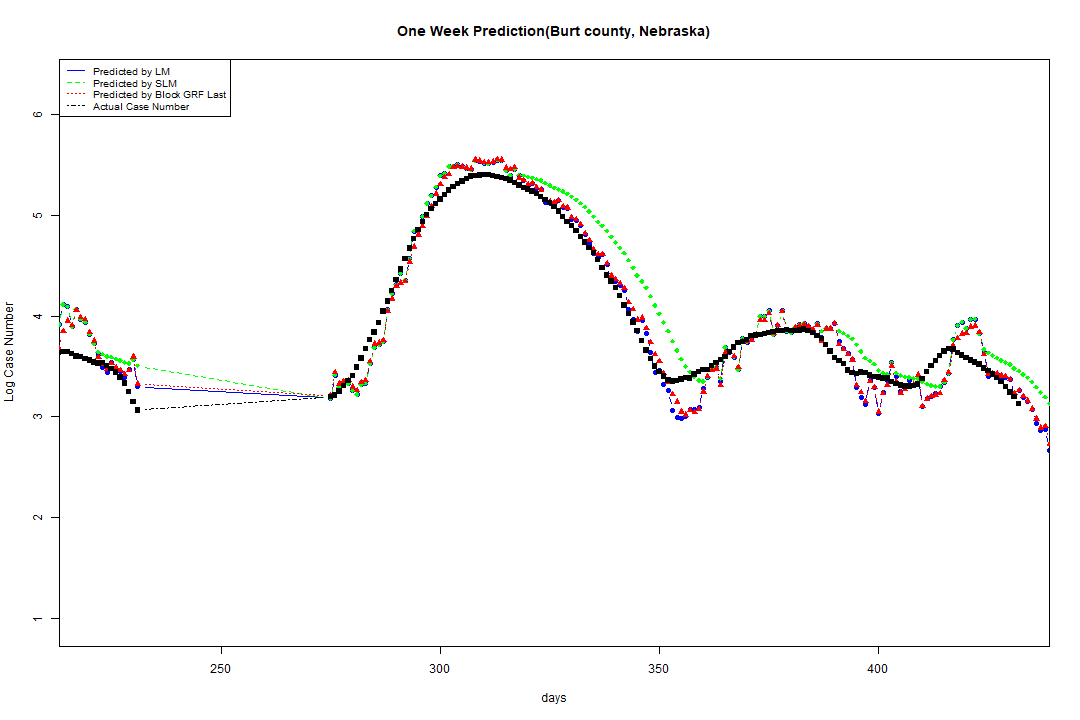 One Week Prediction(Burt county, Nebraska)
Predicted by LM
Predicted by SLM
Predicted by Block GRF Last
Actual Case Number
6
5
4
3
2
1
Log Case Number
250 300 350 400
days